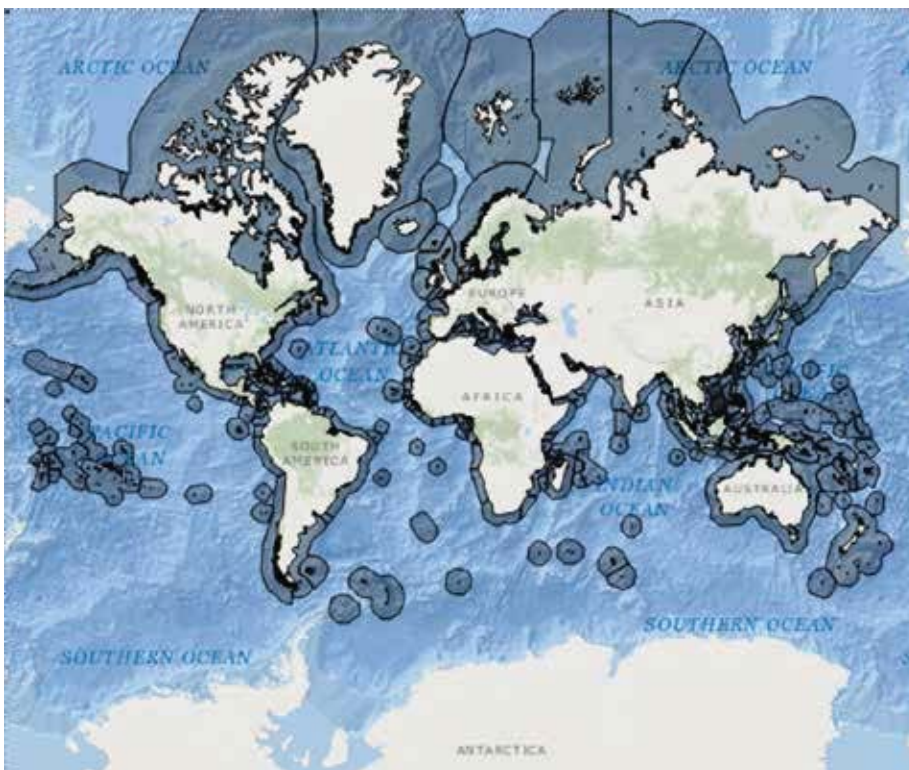 ARCTIC OCEAN
ARCTIC OCEAN
NORTH
AMERICA
EUROPE
ASIA
ATLANTIC
OCEAN
AFRICA
PACIFIC
OCEAN
SOUTH
AMERICA
INDIAN
OCEAN
AUSTRALIA
SOUTHERN OCEAN
SOUTHERN OCEAN
ANTARCTICA